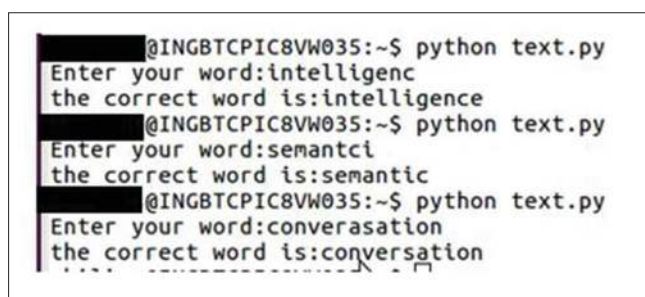 @INGBTCPIC8VW035:~$ python text.py
Enter your word:intelligenc
the correct word is:intelligence
@INGBTCPIC8VW035:~$ python text.py
Enter your word:semantci
the correct word is:semantic
@INGBTCPIC8VW035:~$ python text.py
Enter your word:converasation
the correct word is:conversation